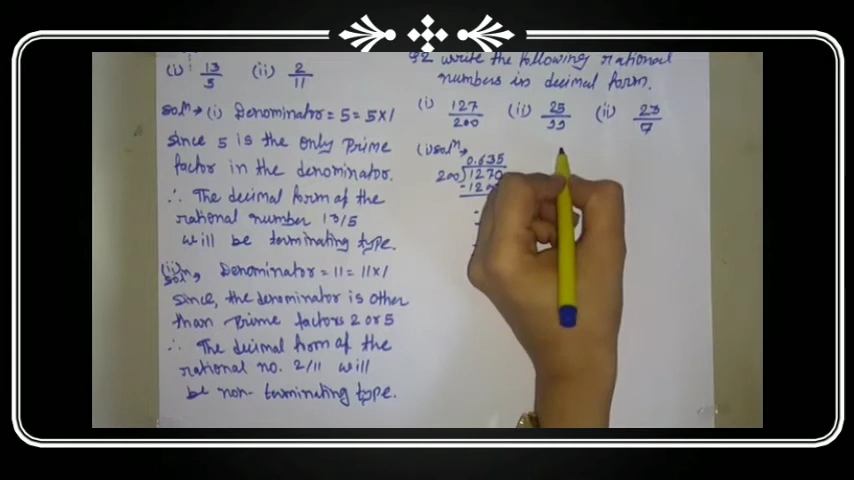 (i) 13/5 (ii) 2/11
Solⁿ → (i) Denominator = 5 = 5×1
since 5 is the only Prime
factor in the denominator.
∴ The decimal form of the
rational number 13/5
will be terminating type.
(ii) Solⁿ→ Denominator = 11 = 11×1
Since, the denominator is other
than Prime factors 2 or 5
∴ The decimal from of the
rational no. 2/11 will
be non-terminating type.
Q2 write the following rational
numbers in decimal form.
(i) 127/200 (ii) 25/99 (ii) 23/7
(i) Solⁿ→
0.635
200)1270
-120